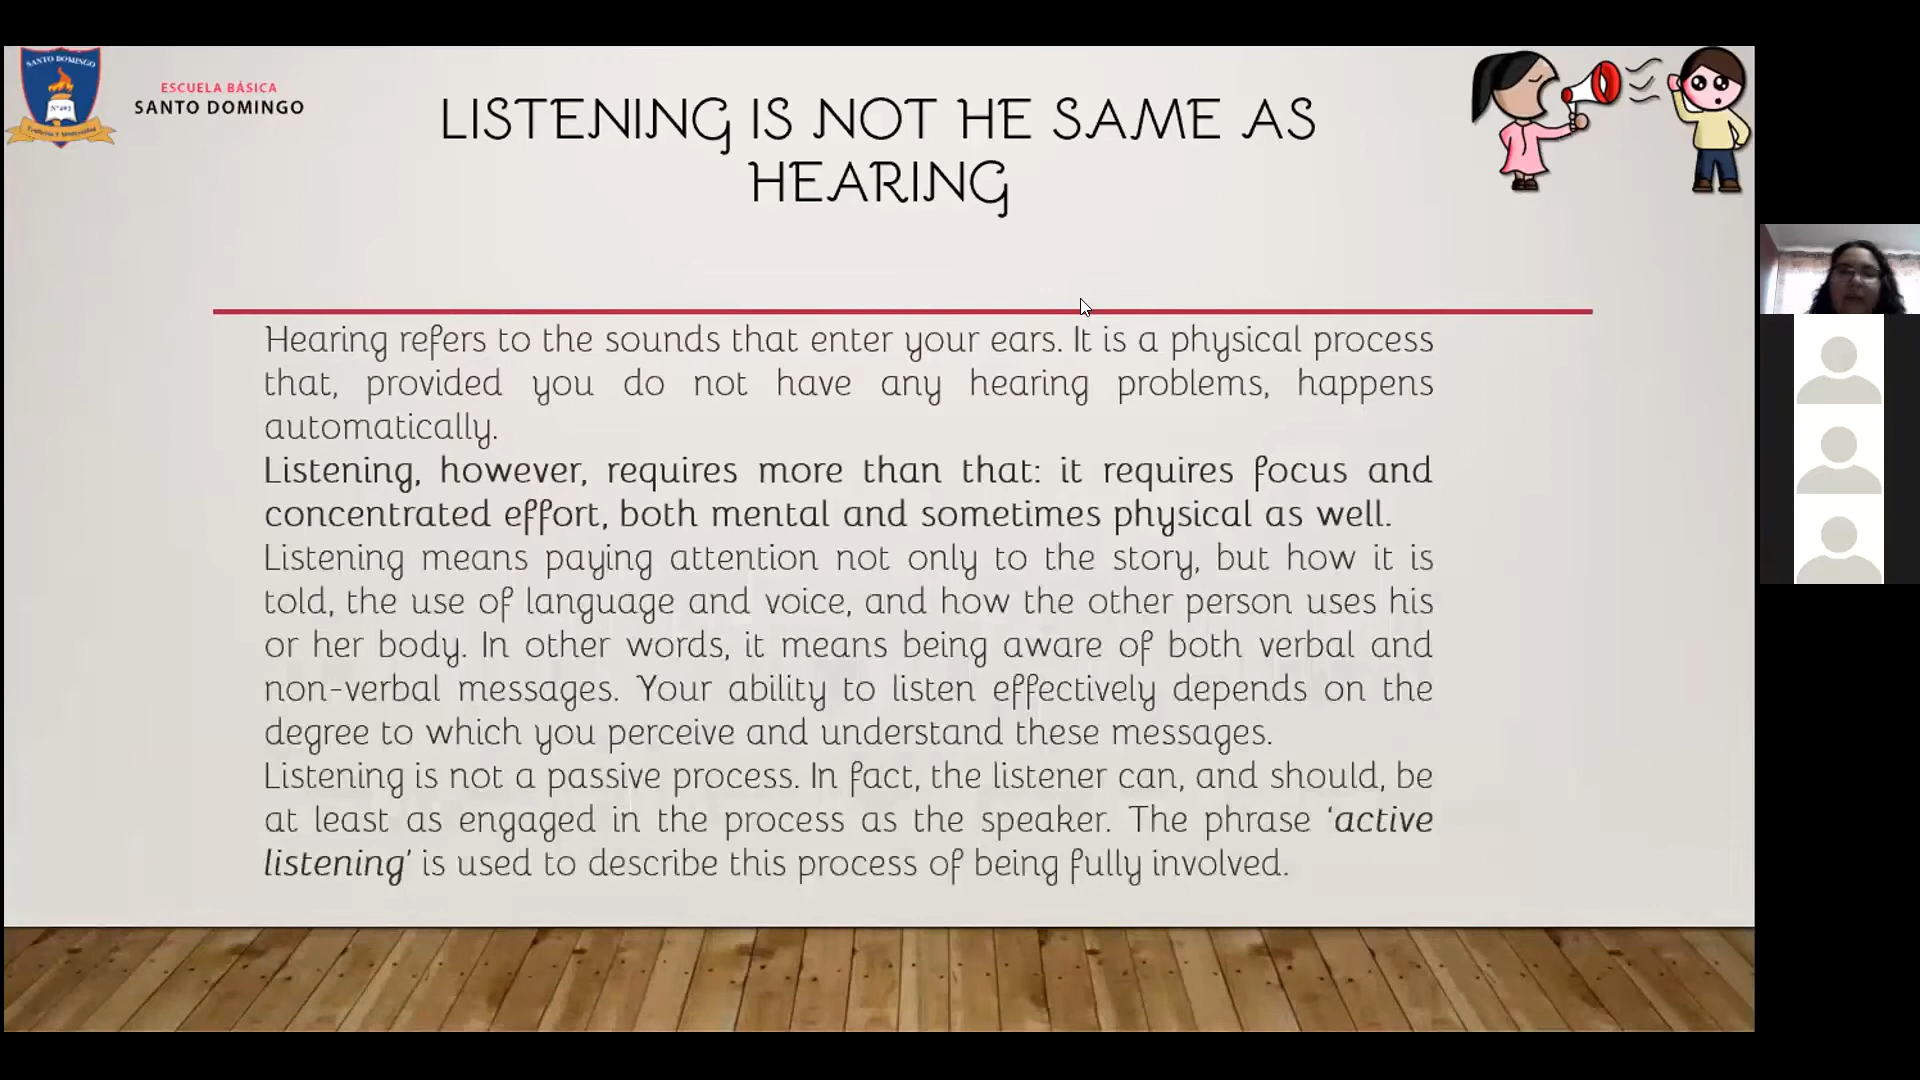 SANTO DOMINGO
Nº492
ESCUELA BÁSICA
SANTO DOMINGO
LISTENING IS NOT HE SAME AS
HEARING
Hearing refers to the sounds that enter your ears. It is a physical process
that, provided you do not have any hearing problems, happens
automatically.
Listening, however, requires more than that: it requires focus and
concentrated effort, both mental and sometimes physical as well.
Listening means paying attention not only to the story, but how it is
told, the use of language and voice, and how the other person uses his
or her body. In other words, it means being aware of both verbal and
non-verbal messages. Your ability to listen effectively depends on the
degree to which you perceive and understand these messages.
Listening is not a passive process. In fact, the listener can, and should, be
at least as engaged in the process as the speaker. The phrase ‘active
listening’ is used to describe this process of being fully involved.